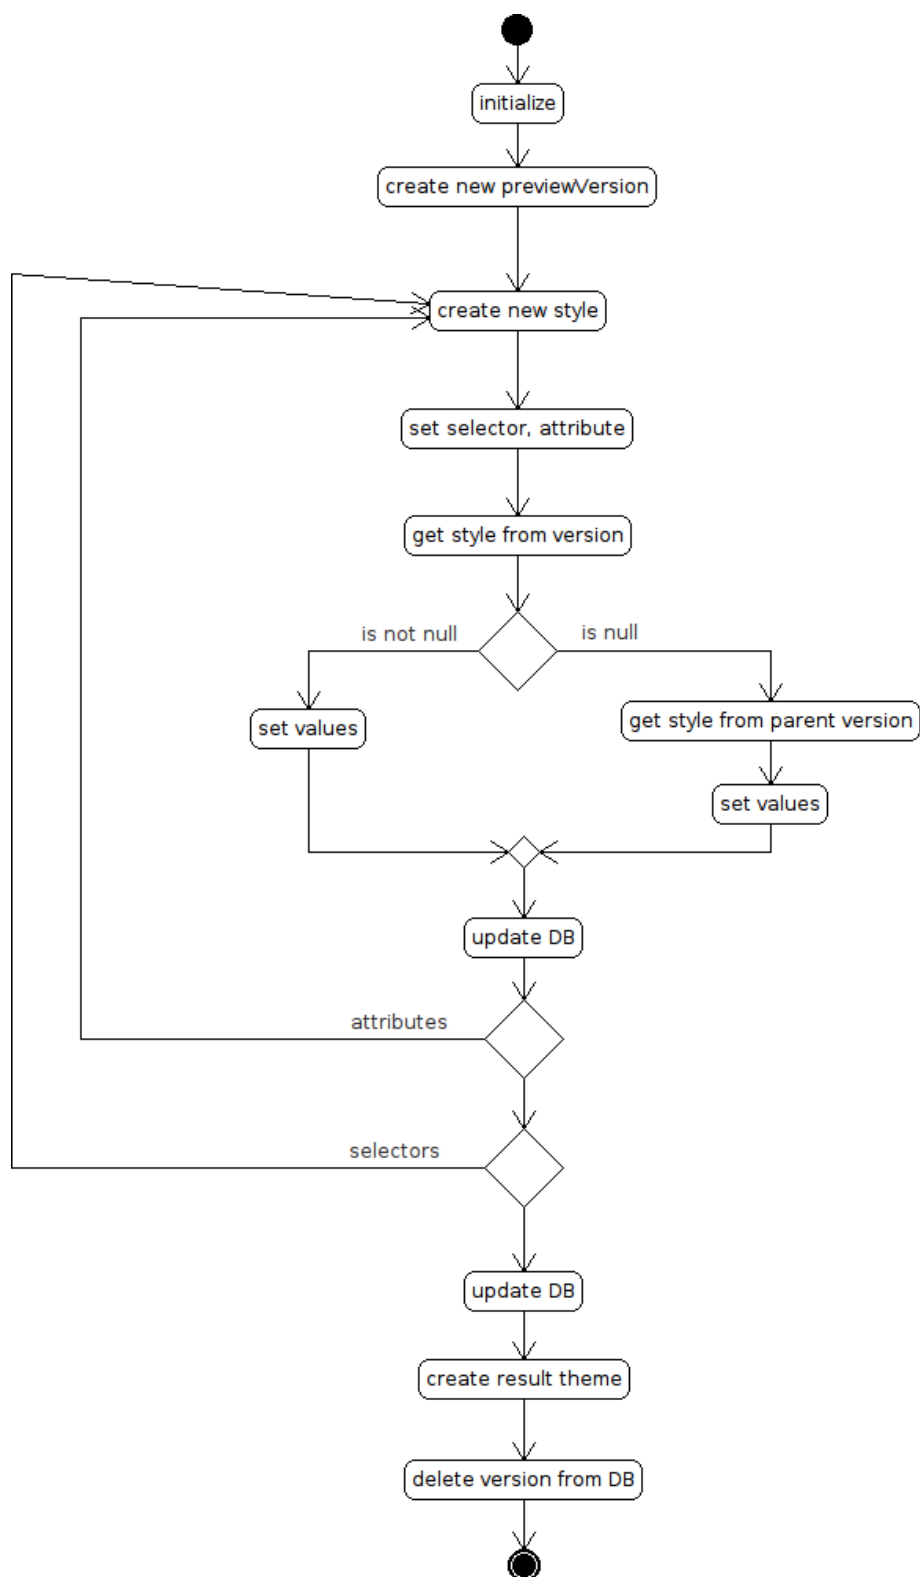 initialize
create new previewVersion
create new style
set selector, attribute
get style from version
is not null
is null
set values
get style from parent version
set values
update DB
attributes
selectors
update DB
create result theme
delete version from DB